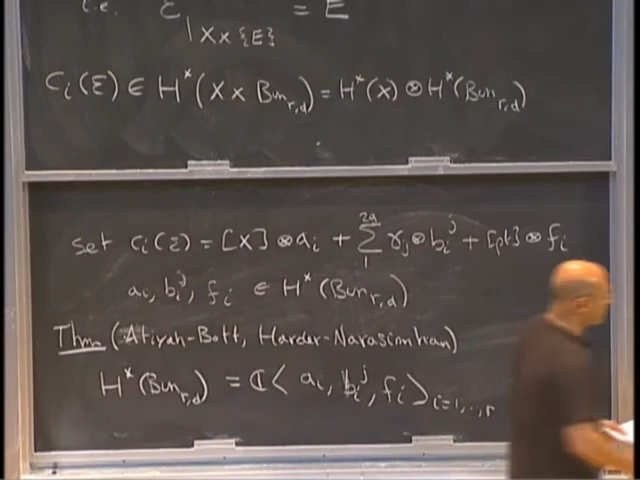 i.e. ℰ|X×{E} = E
Cᵢ(ℰ) ∈ H*(X × Bun_{r,d}) = H*(X) ⊗ H*(Bun_{r,d})
Set cᵢ(ℰ) = [X] ⊗ aᵢ + ∑_{1}^{2g} γⱼ ⊗ bᵢʲ + [pt] ⊗ fᵢ
aᵢ, bᵢʲ, fᵢ ∈ H*(Bun_{r,d})
Thm (Atiyah-Bott, Harder-Narasimhan)
H*(Bun_{r,d}) = ℂ⟨ aᵢ, bᵢʲ, fᵢ ⟩_{i=1,..,r}